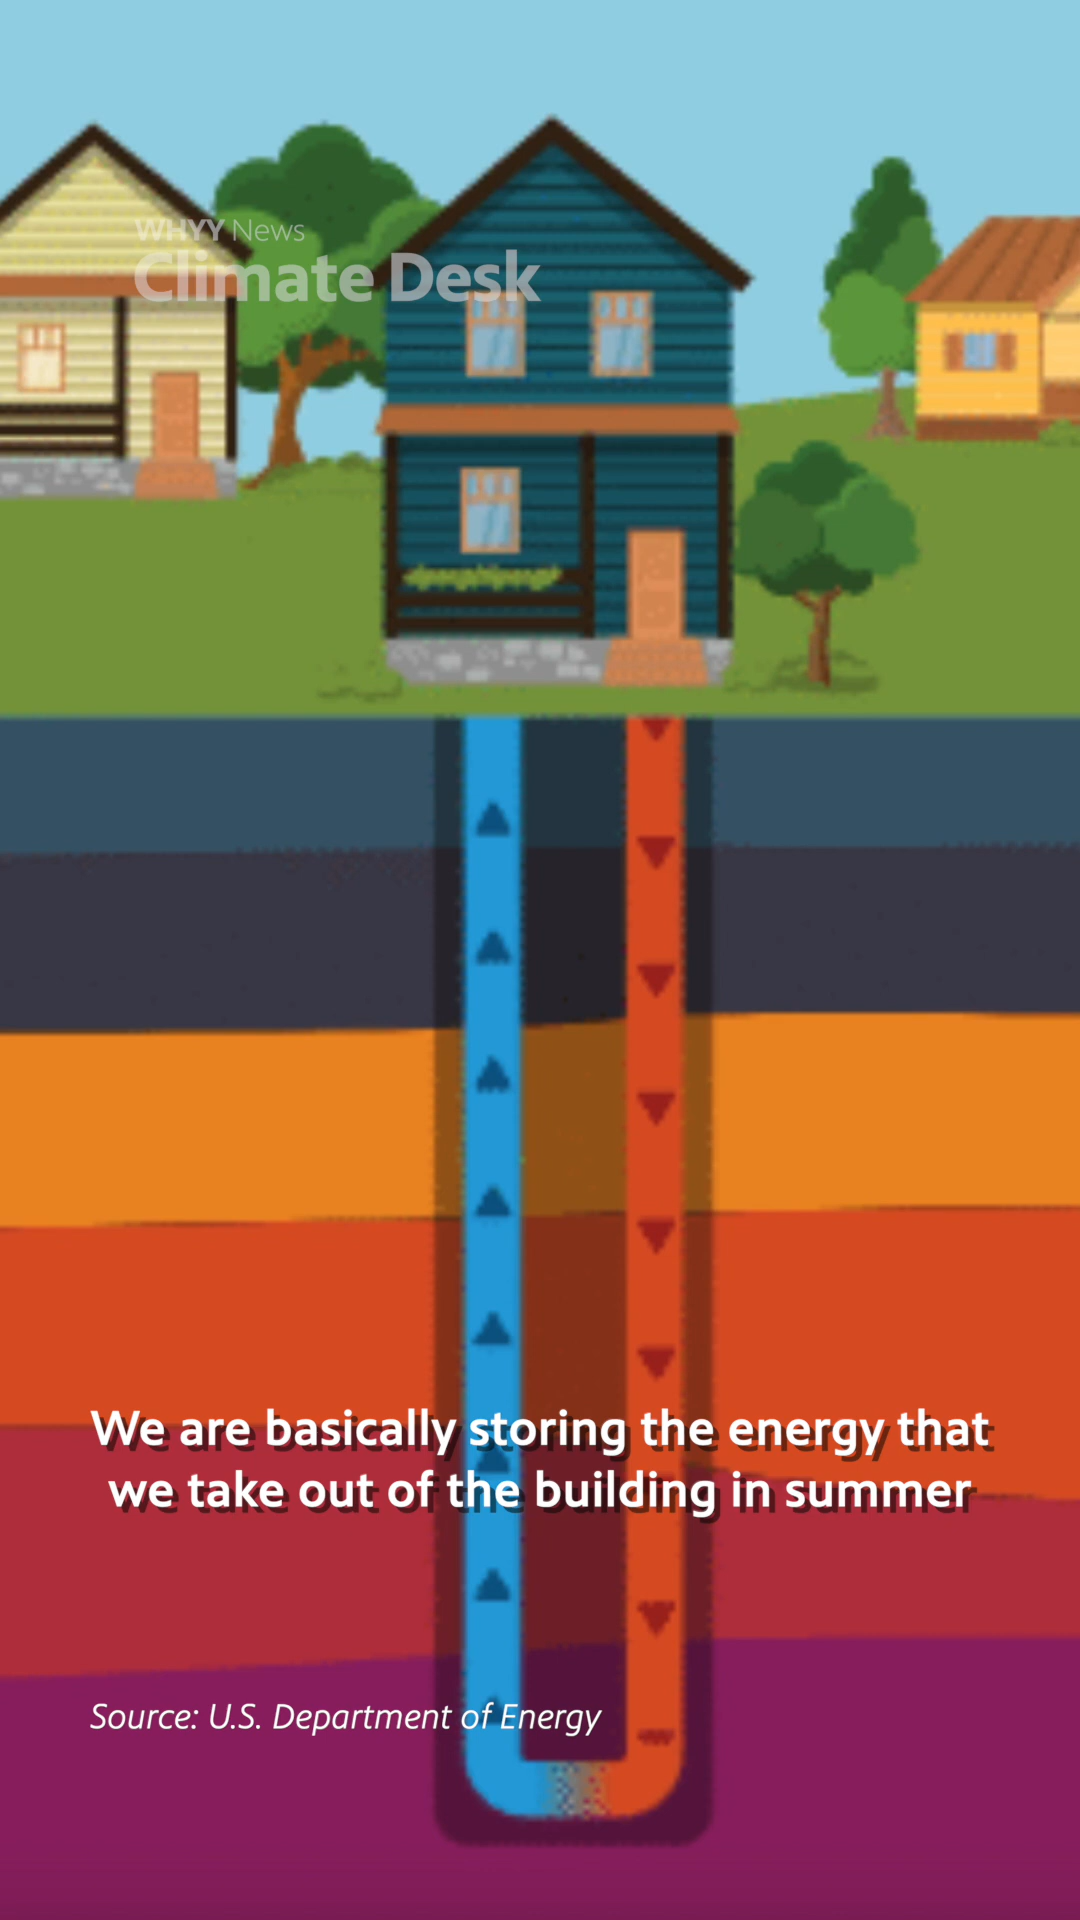 WHYY News
Climate Desk
We are basically storing the energy that
we take out of the building in summer
Source: U.S. Department of Energy